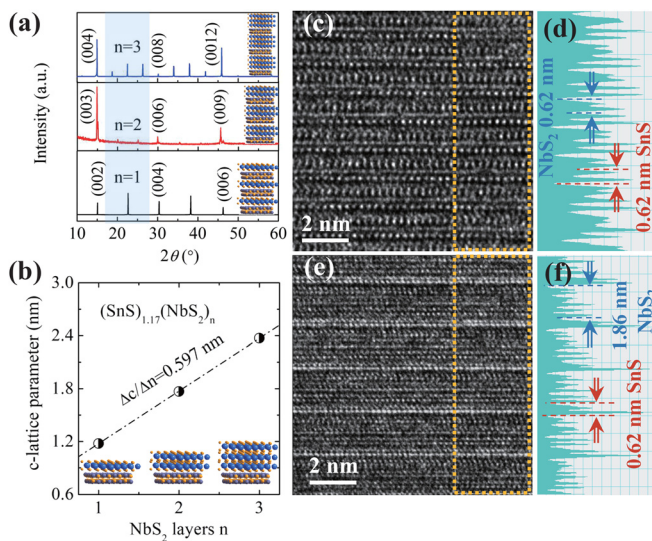 (a)
Intensity (a.u.)
(004)
n=3
(008)
(0012)
(003)
n=2
(006)
(009)
(002)
n=1
(004)
(006)
10 20 30 40 50 60
2θ (°)
(b)
c-lattice parameter (nm)
3.0
2.4
1.8
1.2
0.6
(SnS)1.17(NbS2)n
Δc/Δn=0.597 nm
1 2 3
NbS2 layers n
(c)
2 nm
(d)
NbS2 0.62 nm
0.62 nm SnS
(e)
2 nm
(f)
1.86 nm
NbS2
0.62 nm SnS